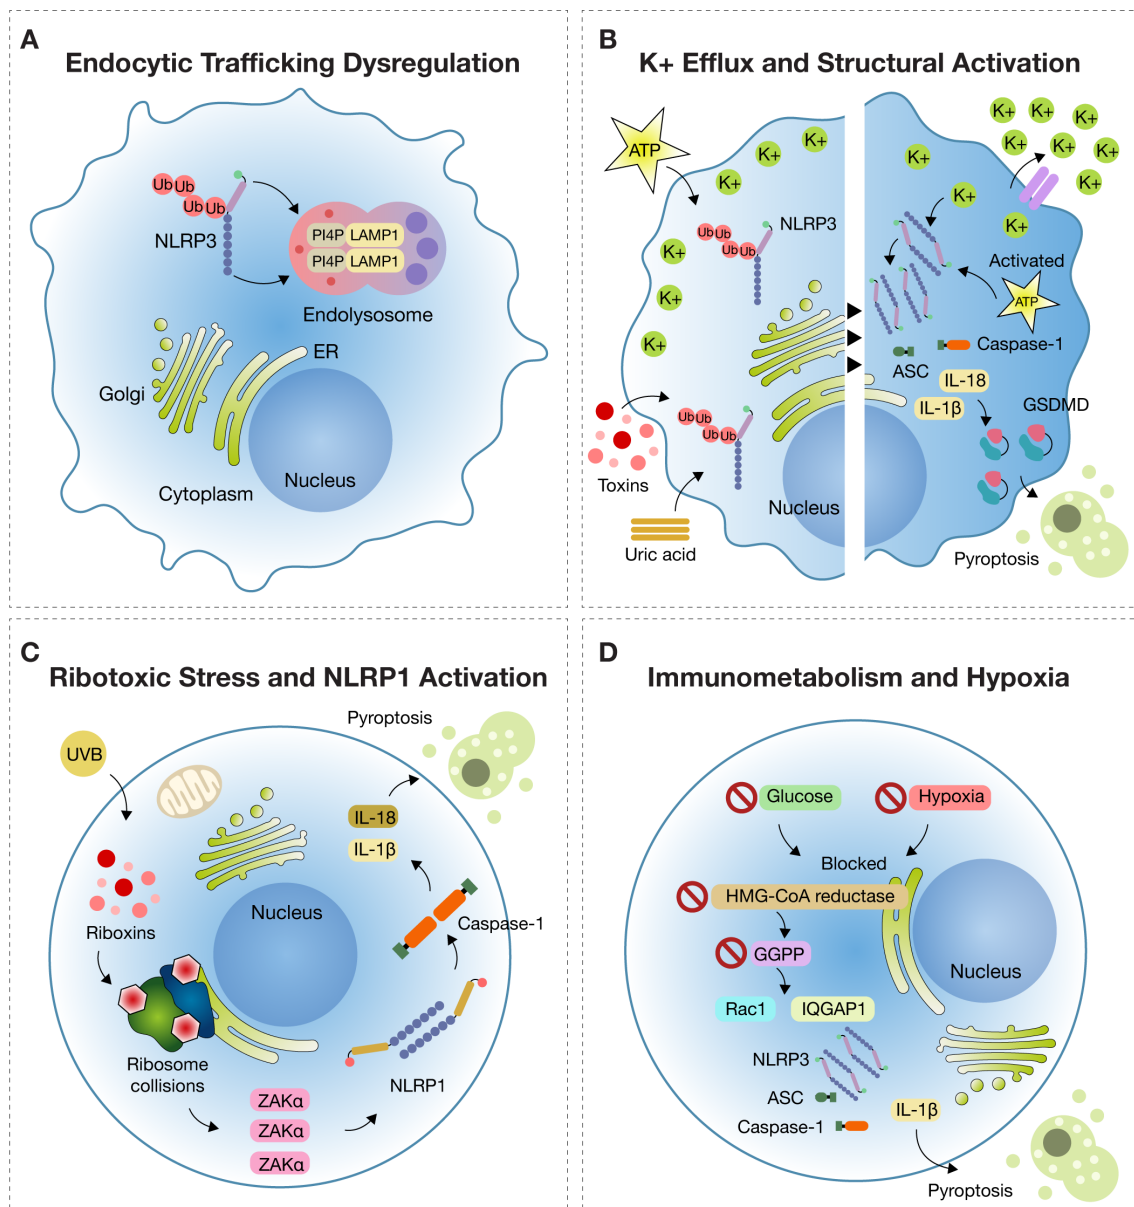 A
Endocytic Trafficking Dysregulation
Ub Ub
Ub Ub
NLRP3
PI4P LAMP1
PI4P LAMP1
Endolysosome
ER
Golgi
Cytoplasm
Nucleus
B
K+ Efflux and Structural Activation
ATP
K+
K+
K+
K+
K+
K+
Ub Ub
Ub Ub
NLRP3
Toxins
Ub Ub
Ub Ub
Uric acid
Nucleus
K+
K+
K+
K+
K+
K+
K+
K+
K+
K+
Activated
ATP
ASC
Caspase-1
IL-18
IL-1β
GSDMD
Pyroptosis
C
Ribotoxic Stress and NLRP1 Activation
UVB
Riboxins
Ribosome
collisions
ZAKα
ZAKα
ZAKα
NLRP1
Caspase-1
IL-1β
IL-18
Pyroptosis
Nucleus
D
Immunometabolism and Hypoxia
Glucose
Hypoxia
Blocked
HMG-CoA reductase
GGPP
Rac1
IQGAP1
NLRP3
ASC
Caspase-1
IL-1β
Pyroptosis
Nucleus